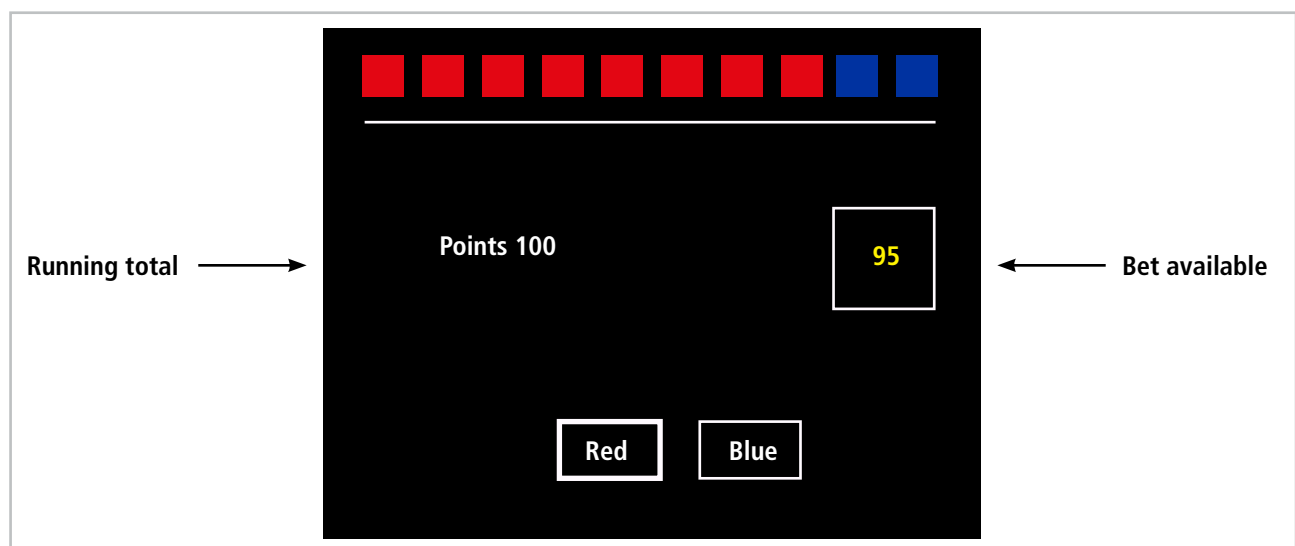 Points 100
95
Running total
Bet available
Red
Blue